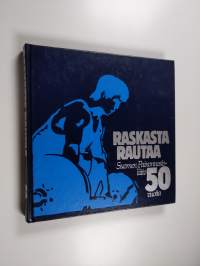 RASKASTA
RAUTAA
Suomen Painonnosto-
liitto 50
vuotta